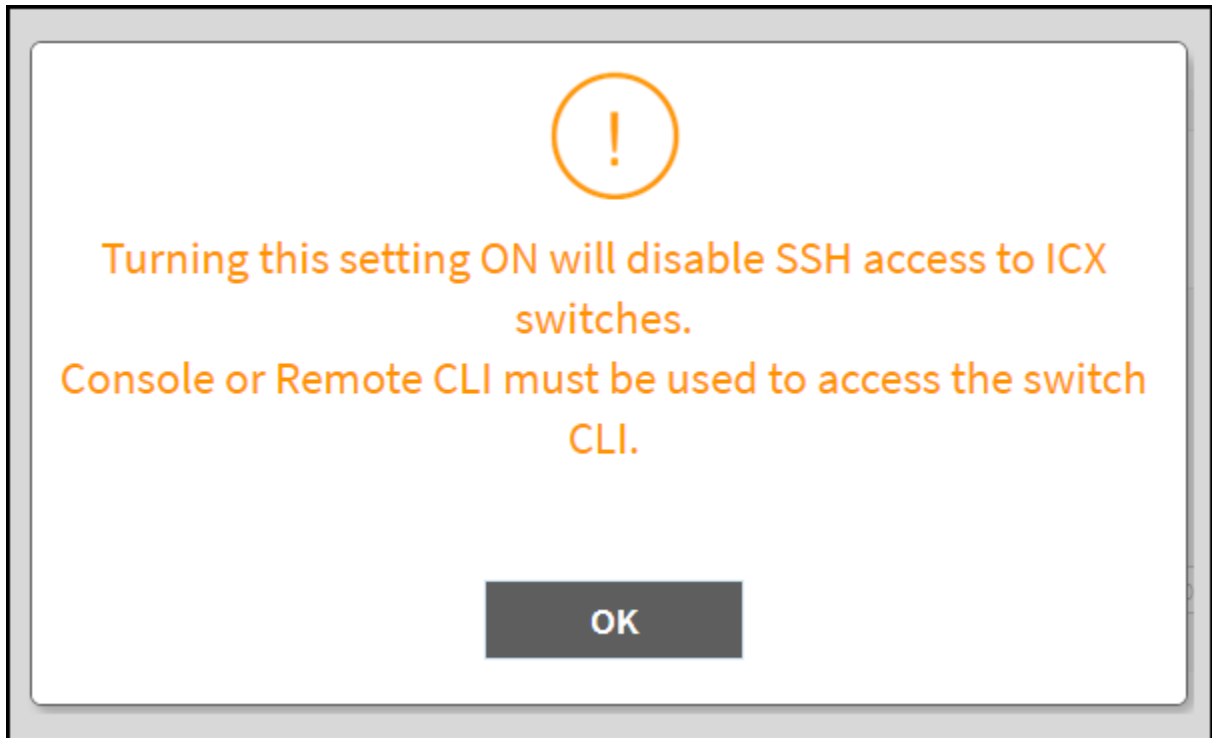 !
Turning this setting ON will disable SSH access to ICX
switches.
Console or Remote CLI must be used to access the switch
CLI.
OK